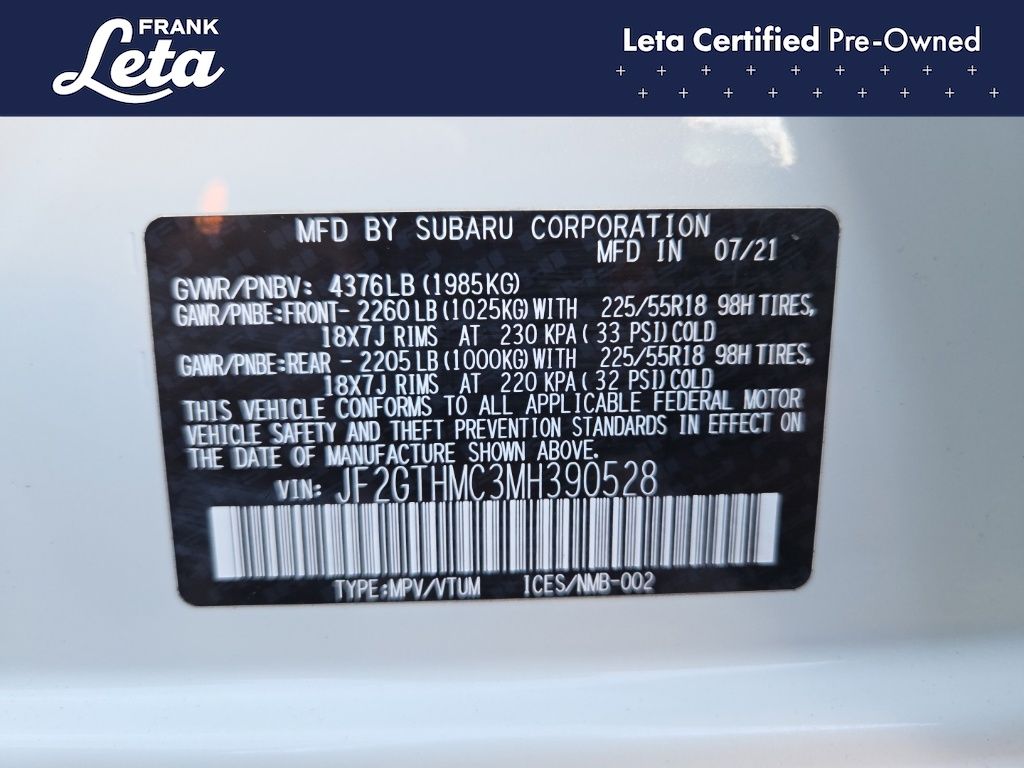 FRANK
Leta
Leta Certified Pre-Owned
MFD BY SUBARU CORPORATION
MFD IN 07/21
GVWR/PNBV: 4376LB (1985KG)
GAWR/PNBE:FRONT- 2260 LB (1025KG) WITH 225/55R18 98H TIRES,
18X7J RIMS AT 230 KPA ( 33 PSI) COLD
GAWR/PNBE:REAR - 2205 LB (1000KG) WITH 225/55R18 98H TIRES,
18X7J RIMS AT 220 KPA ( 32 PSI) COLD
THIS VEHICLE CONFORMS TO ALL APPLICABLE FEDERAL MOTOR
VEHICLE SAFETY AND THEFT PREVENTION STANDARDS IN EFFECT ON
THE DATE OF MANUFACTURE SHOWN ABOVE.
VIN: JF2GTHMC3MH390528
TYPE:MPV/VTUM ICES/NMB-002